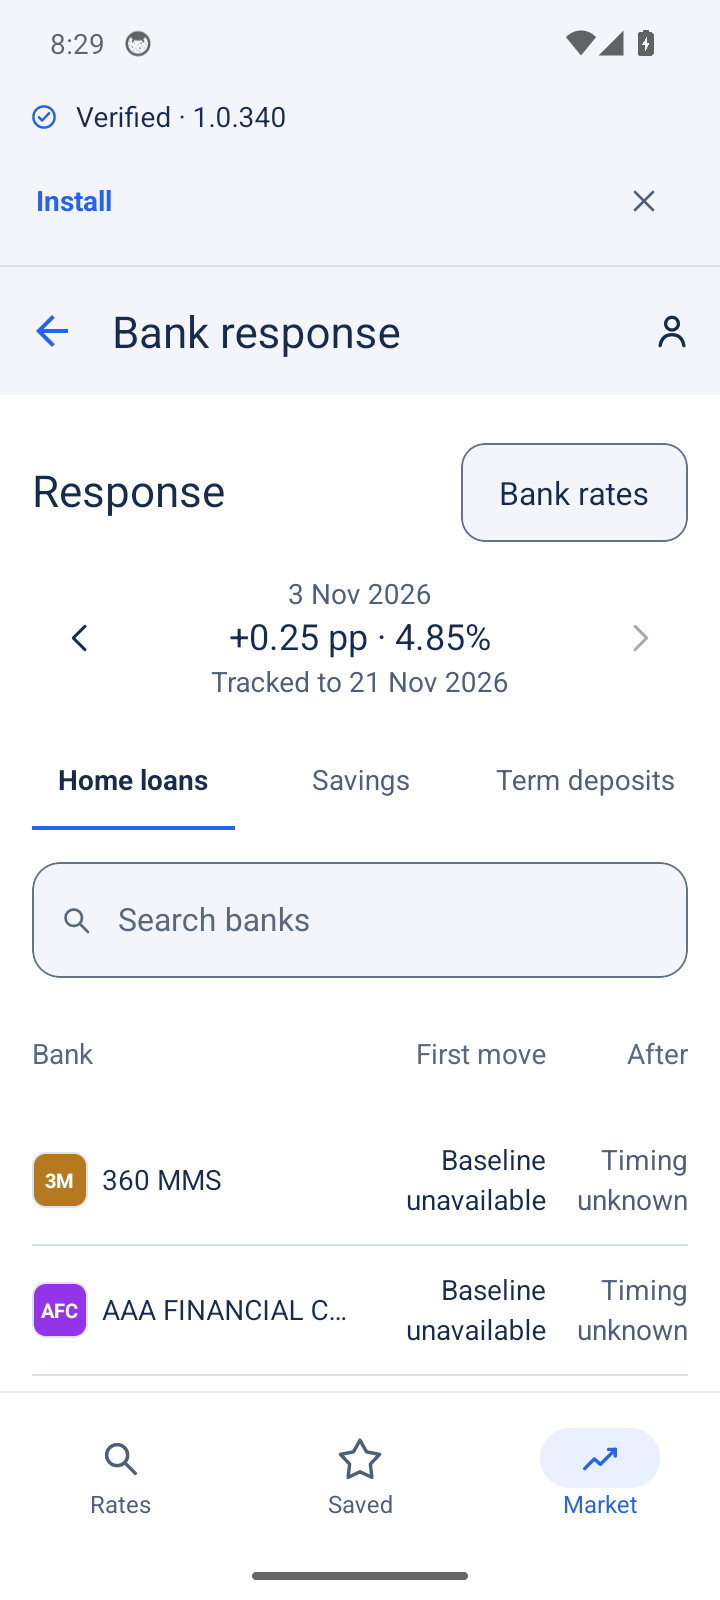 8:29
Verified · 1.0.340
Install
Bank response
Response
Bank rates
3 Nov 2026
+0.25 pp · 4.85%
Tracked to 21 Nov 2026
Home loans Savings Term deposits
Search banks
Bank First move After
3M 360 MMS Baseline unavailable Timing unknown
AFC AAA FINANCIAL C... Baseline unavailable Timing unknown
Rates Saved Market